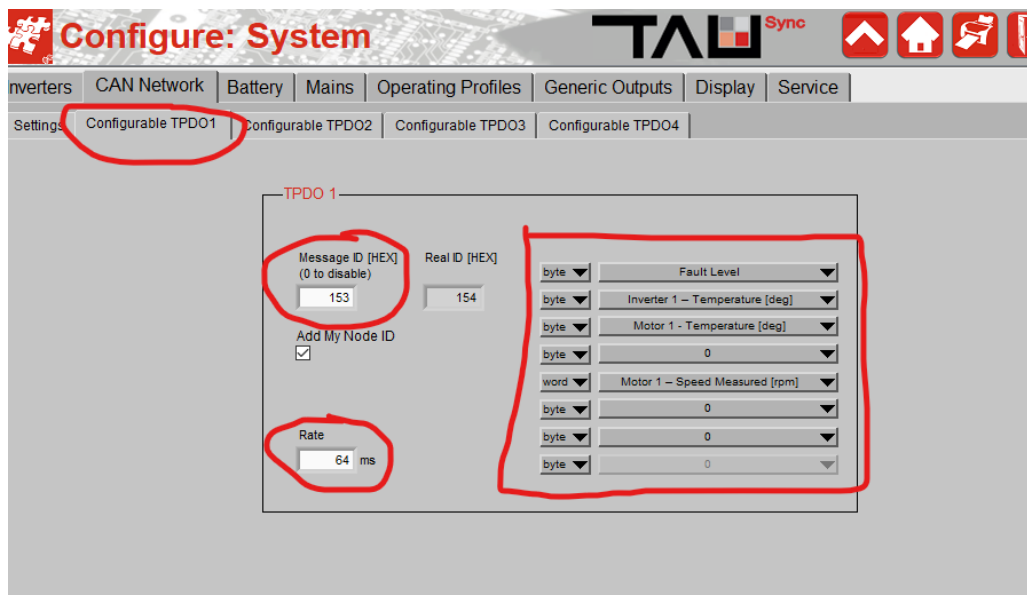 Configure: System
TAU Sync
nverters CAN Network Battery Mains Operating Profiles Generic Outputs Display Service
Settings Configurable TPDO1 Configurable TPDO2 Configurable TPDO3 Configurable TPDO4
TPDO 1
Message ID [HEX] Real ID [HEX]
(0 to disable)
153 154
Add My Node ID
Rate
64 ms
byte Fault Level
byte Inverter 1 – Temperature [deg]
byte Motor 1 - Temperature [deg]
byte 0
word Motor 1 – Speed Measured [rpm]
byte 0
byte 0
byte 0